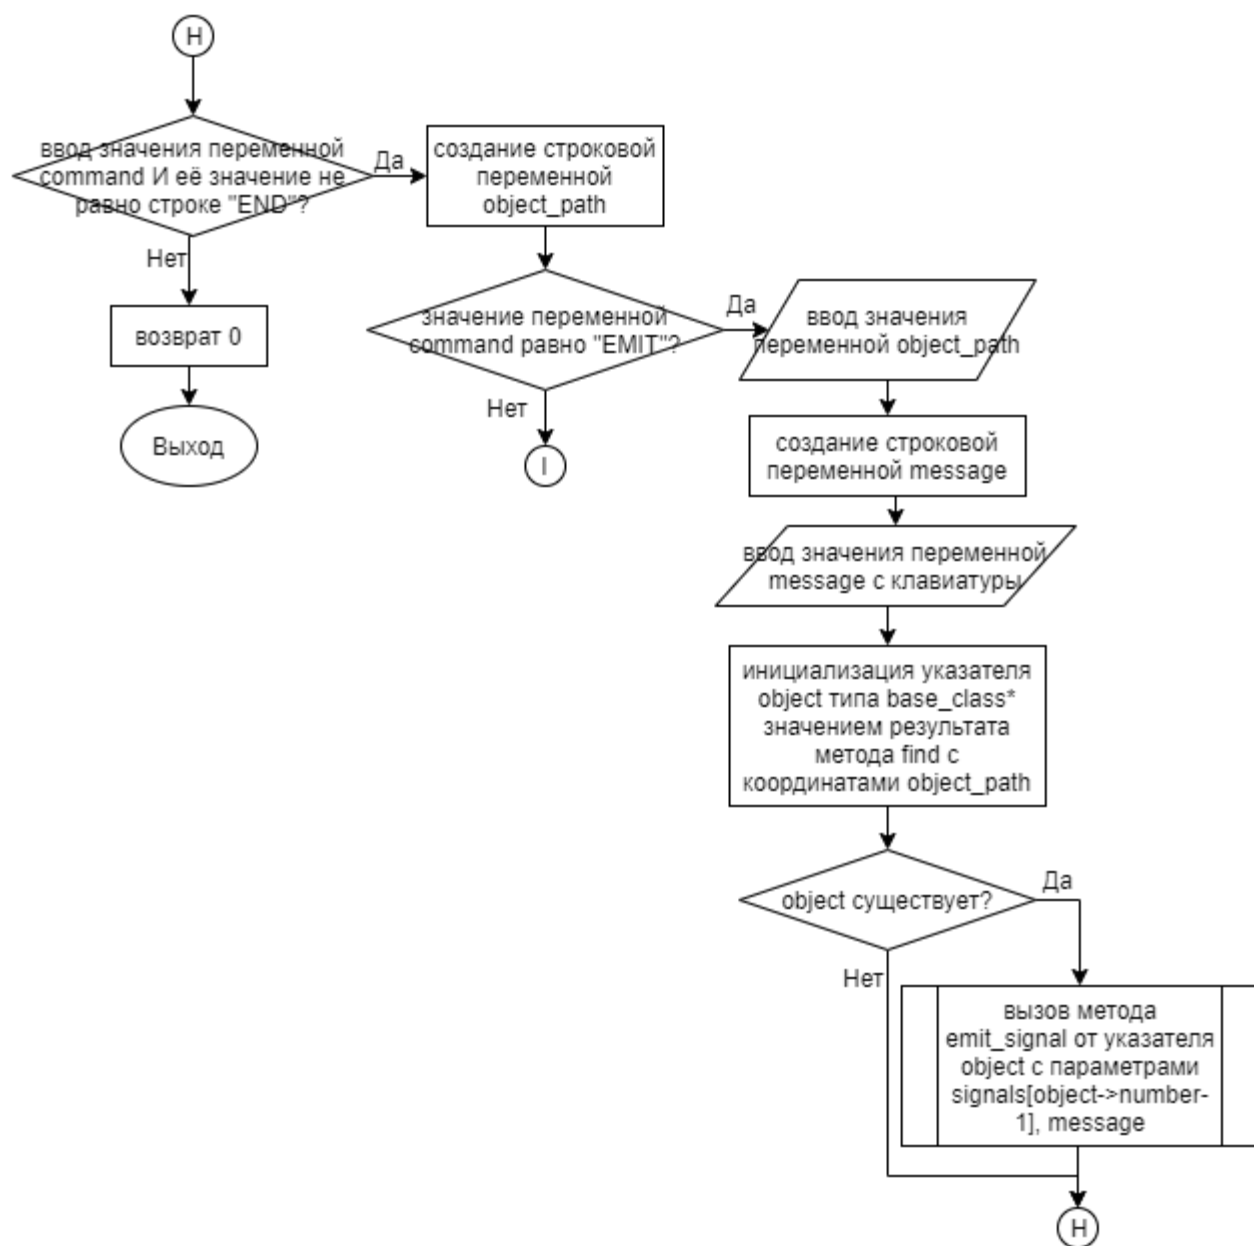 H
ввод значения переменной
command И её значение не
равно строке "END"?
Да
создание строковой
переменной
object_path
Нет
возврат 0
Выход
значение переменной
command равно "EMIT"?
Да
ввод значения
переменной object_path
Нет
I
создание строковой
переменной message
ввод значения переменной
message с клавиатуры
инициализация указателя
object типа base_class*
значением результата
метода find с
координатами object_path
object существует?
Да
Нет
вызов метода
emit_signal от указателя
object с параметрами
signals[object->number-
1], message
H